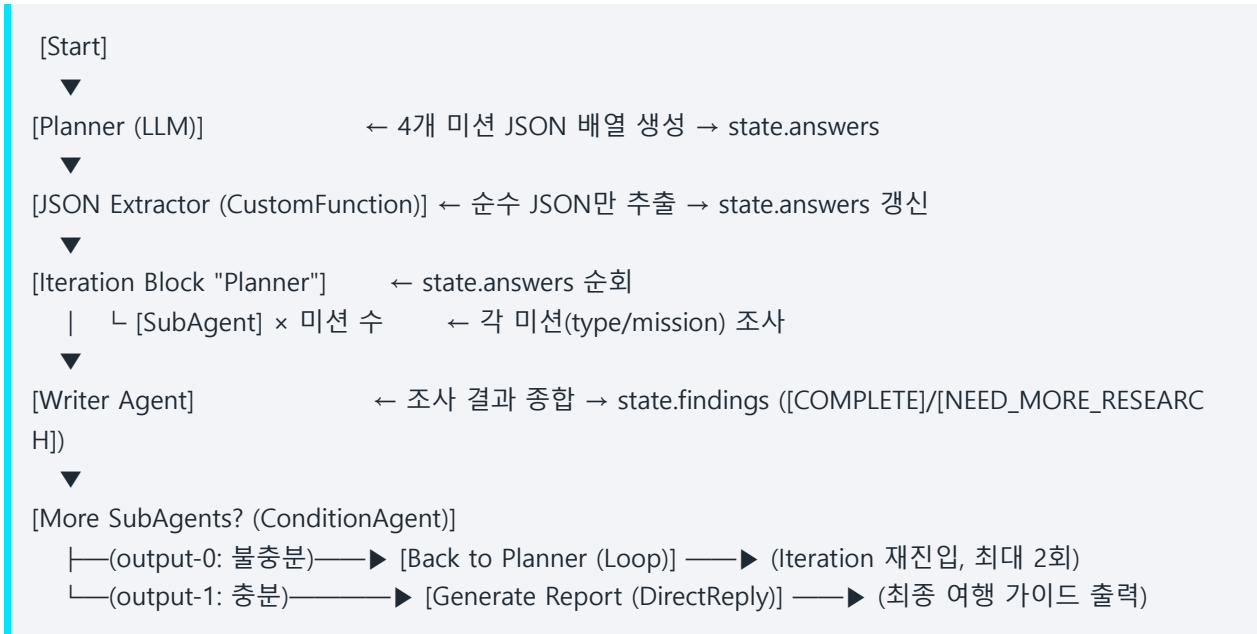 [Start]
▼
[Planner (LLM)] ← 4개 미션 JSON 배열 생성 → state.answers
▼
[JSON Extractor (CustomFunction)] ← 순수 JSON만 추출 → state.answers 갱신
▼
[Iteration Block "Planner"] ← state.answers 순회
│ └ [SubAgent] × 미션 수 ← 각 미션(type/mission) 조사
▼
[Writer Agent] ← 조사 결과 종합 → state.findings ([COMPLETE]/[NEED_MORE_RESEARC
H])
▼
[More SubAgents? (ConditionAgent)]
├──(output-0: 불충분)──▶ [Back to Planner (Loop)] ──▶ (Iteration 재진입, 최대 2회)
└──(output-1: 충분)────▶ [Generate Report (DirectReply)] ──▶ (최종 여행 가이드 출력)